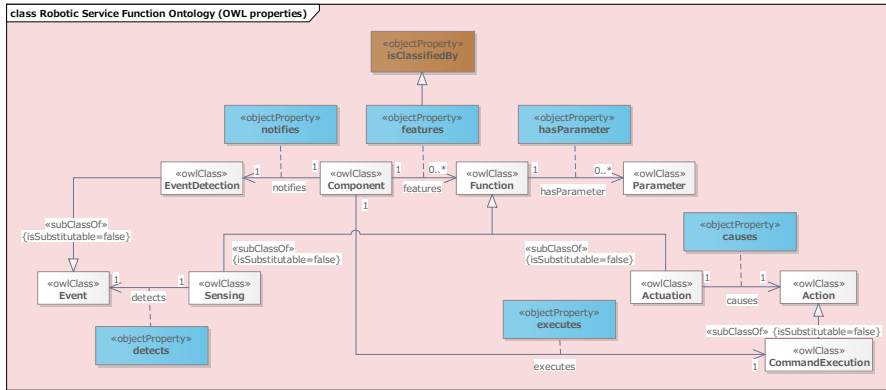 class Robotic Service Function Ontology (OWL properties)
«objectProperty»
isClassifiedBy
«objectProperty»
notifies
«objectProperty»
features
«objectProperty»
hasParameter
«owlClass»
EventDetection
1
notifies
1
«owlClass»
Component
1
features
0..*
«owlClass»
Function
1
hasParameter
0..*
«owlClass»
Parameter
1
«subClassOf»
{isSubstitutable=false}
«subClassOf»
{isSubstitutable=false}
«subClassOf»
{isSubstitutable=false}
«objectProperty»
causes
«owlClass»
Event
1
detects
1
«owlClass»
Sensing
«owlClass»
Actuation
1
causes
1
«owlClass»
Action
«objectProperty»
detects
«objectProperty»
executes
«subClassOf» {isSubstitutable=false}
executes
1
«owlClass»
CommandExecution